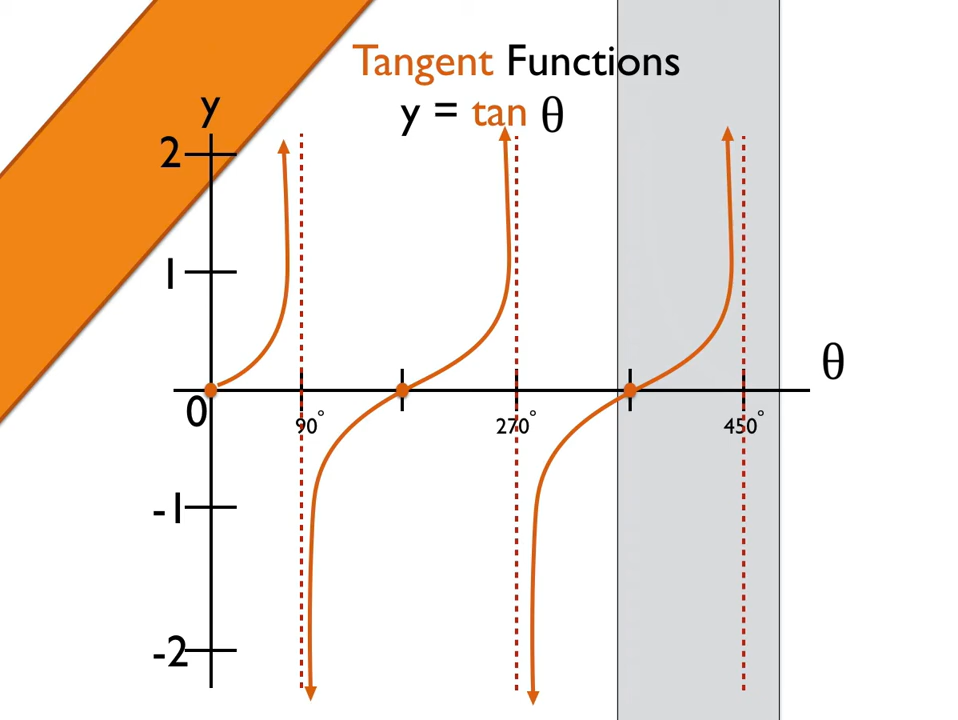 Tangent Functions
y = tan θ
y
2
1
θ
0
90°
270°
450°
-1
-2